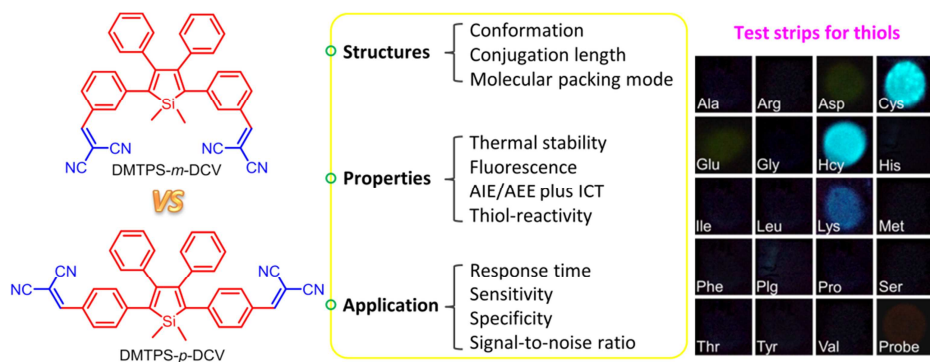 Si
NC
CN
NC
CN
DMTPS-m-DCV
VS
CN
NC
Si
CN
NC
DMTPS-p-DCV
Structures
Conformation
Conjugation length
Molecular packing mode
Properties
Thermal stability
Fluorescence
AIE/AEE plus ICT
Thiol-reactivity
Application
Response time
Sensitivity
Specificity
Signal-to-noise ratio
Test strips for thiols
Ala Arg Asp Cys
Glu Gly Hcy His
Ile Leu Lys Met
Phe Plg Pro Ser
Thr Tyr Val Probe